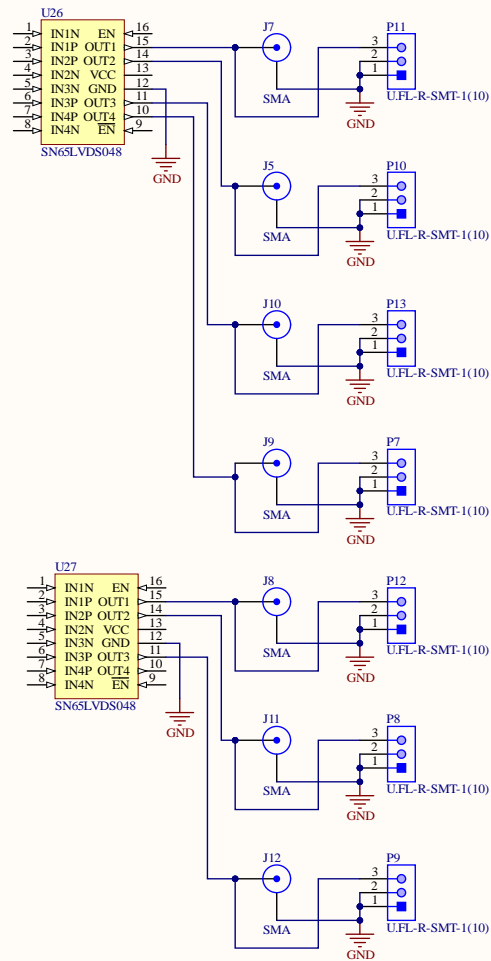 U26
1 IN1N EN 16
2 IN1P OUT1 15
3 IN2P OUT2 14
4 IN2N VCC 13
5 IN3N GND 12
6 IN3P OUT3 11
7 IN4P OUT4 10
8 IN4N EN 9
SN65LVDS048
GND
J7
SMA
P11
3
2
1
U.FL-R-SMT-1(10)
GND
J5
SMA
P10
3
2
1
U.FL-R-SMT-1(10)
GND
J10
SMA
P13
3
2
1
U.FL-R-SMT-1(10)
GND
J9
SMA
P7
3
2
1
U.FL-R-SMT-1(10)
GND
U27
1 IN1N EN 16
2 IN1P OUT1 15
3 IN2P OUT2 14
4 IN2N VCC 13
5 IN3N GND 12
6 IN3P OUT3 11
7 IN4P OUT4 10
8 IN4N EN 9
SN65LVDS048
GND
J8
SMA
P12
3
2
1
U.FL-R-SMT-1(10)
GND
J11
SMA
P8
3
2
1
U.FL-R-SMT-1(10)
GND
J12
SMA
P9
3
2
1
U.FL-R-SMT-1(10)
GND